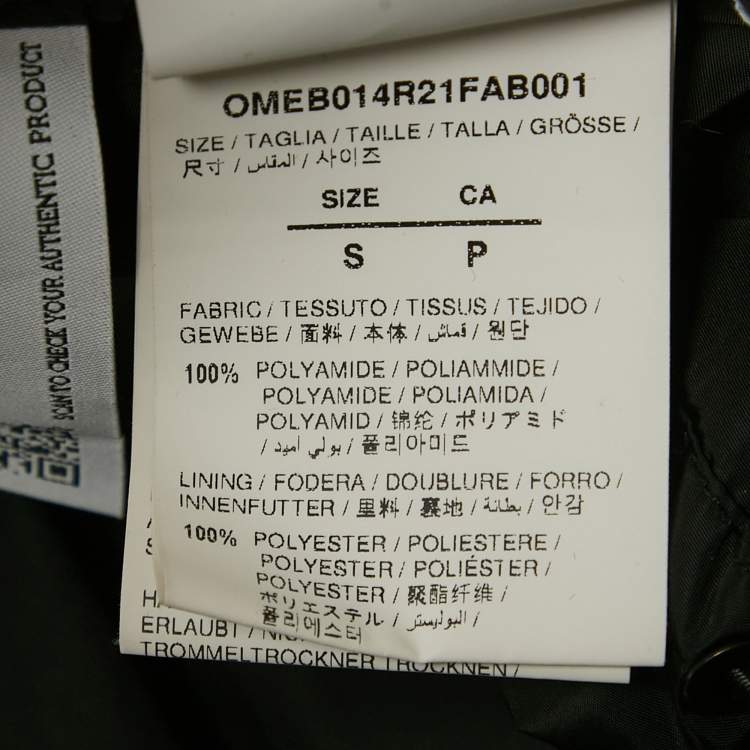 SCAN TO CHECK YOUR AUTHENTIC PRODUCT
OMEB014R21FAB001
SIZE / TAGLIA / TAILLE / TALLA / GRÖSSE /
尺寸 / المقاس / 사이즈
SIZE CA
S P
FABRIC / TESSUTO / TISSUS / TEJIDO /
GEWEBE / 面料 / 本体 / قماش / 원단
100% POLYAMIDE / POLIAMMIDE /
POLYAMIDE / POLIAMIDA /
POLYAMID / 锦纶 / ポリアミド
/ بولي اميد / 폴리아미드
LINING / FODERA / DOUBLURE / FORRO /
INNENFUTTER / 里料 / 裏地 / بطانة / 안감
100% POLYESTER / POLIESTERE /
POLYESTER / POLIÉSTER /
POLYESTER / 聚酯纤维 /
ポリエステル / البوليستر /
폴리에스터
ERLAUBT /
TROMMELTROCKNER TROCKNEN /